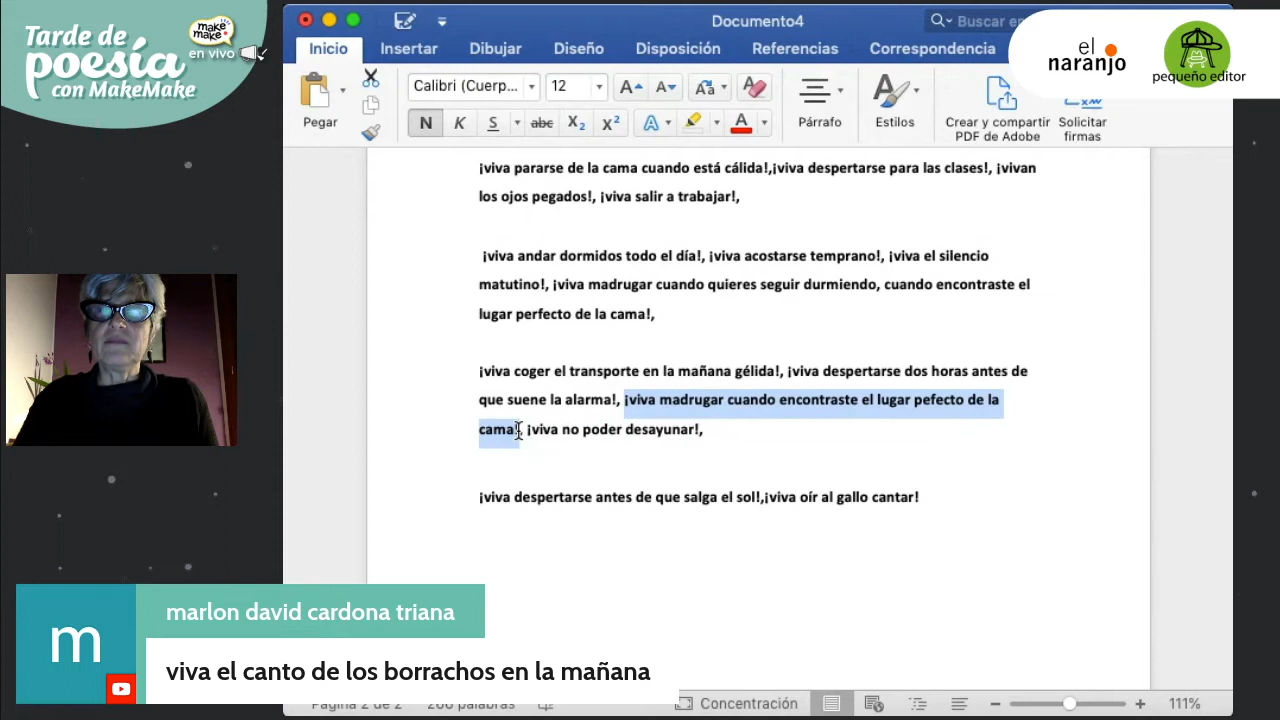 Tarde de
poesía
con MakeMake
make
make
en vivo
Documento4
Buscar en
Inicio
Insertar
Dibujar
Diseño
Disposición
Referencias
Correspondencia
el
naranjo
pequeño editor
Pegar
Calibri (Cuerp...
12
Párrafo
Estilos
Crear y compartir
PDF de Adobe
Solicitar
firmas
¡viva pararse de la cama cuando está cálida!,¡viva despertarse para las clases!, ¡vivan
los ojos pegados!, ¡viva salir a trabajar!,
¡viva andar dormidos todo el día!, ¡viva acostarse temprano!, ¡viva el silencio
matutino!, ¡viva madrugar cuando quieres seguir durmiendo, cuando encontraste el
lugar perfecto de la cama!,
¡viva coger el transporte en la mañana gélida!, ¡viva despertarse dos horas antes de
que suene la alarma!, ¡viva madrugar cuando encontraste el lugar pefecto de la
cama!, ¡viva no poder desayunar!,
¡viva despertarse antes de que salga el sol!,¡viva oír al gallo cantar!
m
marlon david cardona triana
viva el canto de los borrachos en la mañana
Página 2 de 2
266 palabras
Concentración
111%